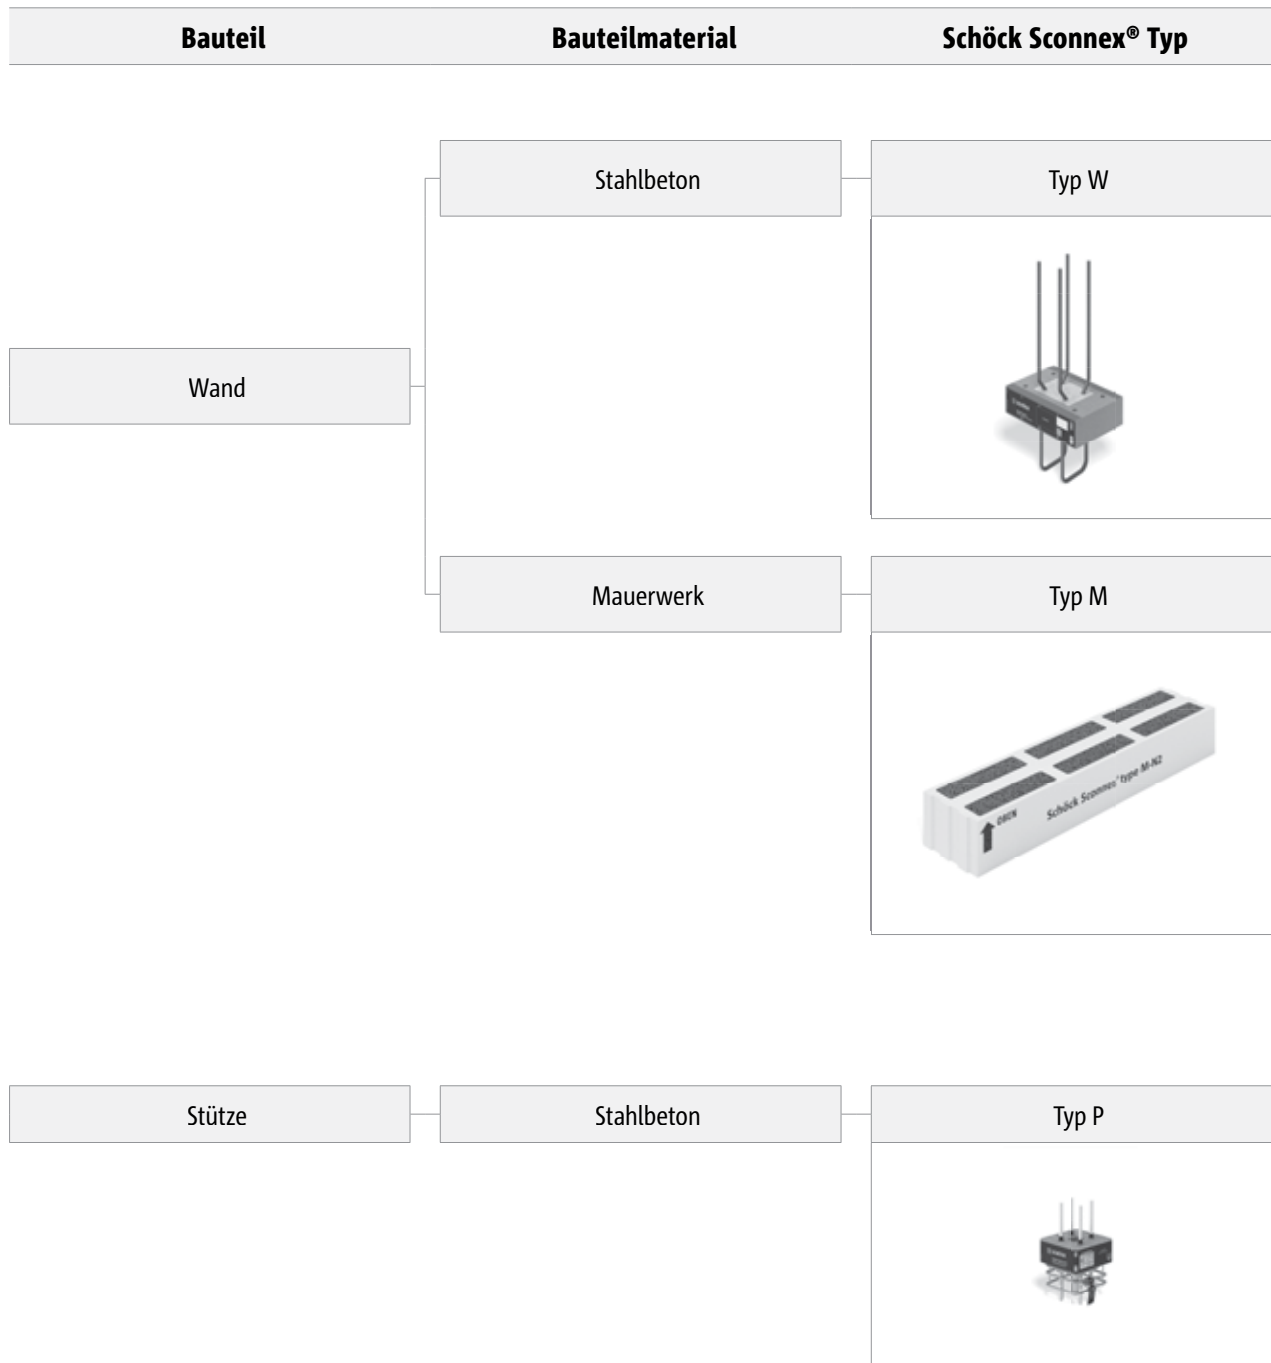 Bauteil
Bauteilmaterial
Schöck Sconnex® Typ
Stahlbeton
Typ W
Wand
Mauerwerk
Typ M
OBEN
Schöck Sconnex® type M-N2
Stütze
Stahlbeton
Typ P